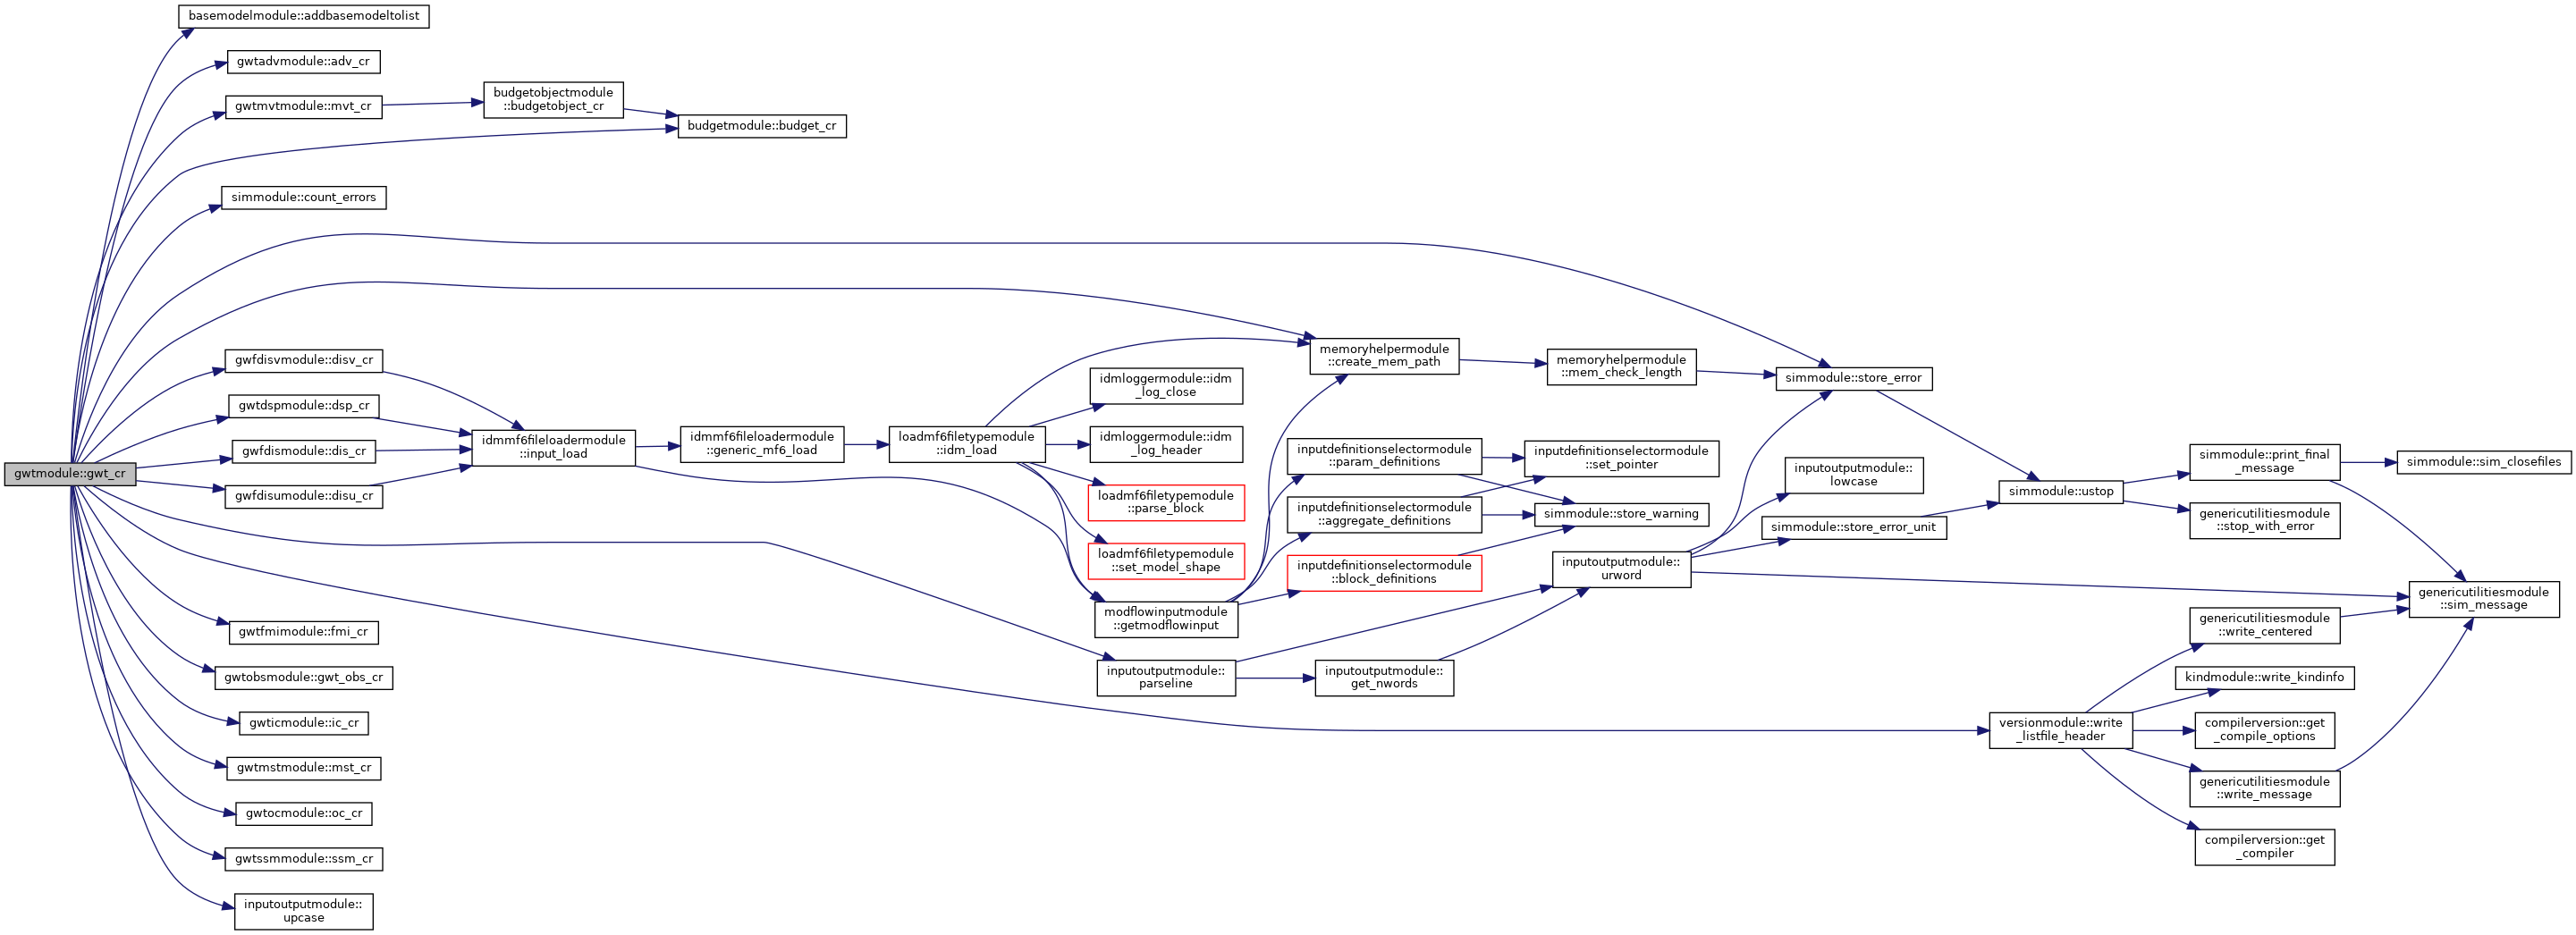 basemodelmodule::addbasemodeltolist
gwtadvmodule::adv_cr
gwtmvtmodule::mvt_cr
budgetobjectmodule
::budgetobject_cr
budgetmodule::budget_cr
simmodule::count_errors
gwfdisvmodule::disv_cr
gwtdspmodule::dsp_cr
gwfdismodule::dis_cr
gwfdisumodule::disu_cr
gwtmodule::gwt_cr
idmmf6fileloadermodule
::input_load
idmmf6fileloadermodule
::generic_mf6_load
loadmf6filetypemodule
::idm_load
idmloggermodule::idm
_log_close
idmloggermodule::idm
_log_header
loadmf6filetypemodule
::parse_block
loadmf6filetypemodule
::set_model_shape
modflowinputmodule
::getmodflowinput
inputoutputmodule::
parseline
memoryhelpermodule
::create_mem_path
inputdefinitionselectormodule
::param_definitions
inputdefinitionselectormodule
::aggregate_definitions
inputdefinitionselectormodule
::block_definitions
inputoutputmodule::
get_nwords
memoryhelpermodule
::mem_check_length
inputdefinitionselectormodule
::set_pointer
simmodule::store_warning
inputoutputmodule::
urword
simmodule::store_error
inputoutputmodule::
lowcase
simmodule::store_error_unit
simmodule::ustop
versionmodule::write
_listfile_header
simmodule::print_final
_message
genericutilitiesmodule
::stop_with_error
genericutilitiesmodule
::write_centered
kindmodule::write_kindinfo
compilerversion::get
_compile_options
genericutilitiesmodule
::write_message
compilerversion::get
_compiler
simmodule::sim_closefiles
genericutilitiesmodule
::sim_message
gwtfmimodule::fmi_cr
gwtobsmodule::gwt_obs_cr
gwticmodule::ic_cr
gwtmstmodule::mst_cr
gwtocmodule::oc_cr
gwtssmmodule::ssm_cr
inputoutputmodule::
upcase